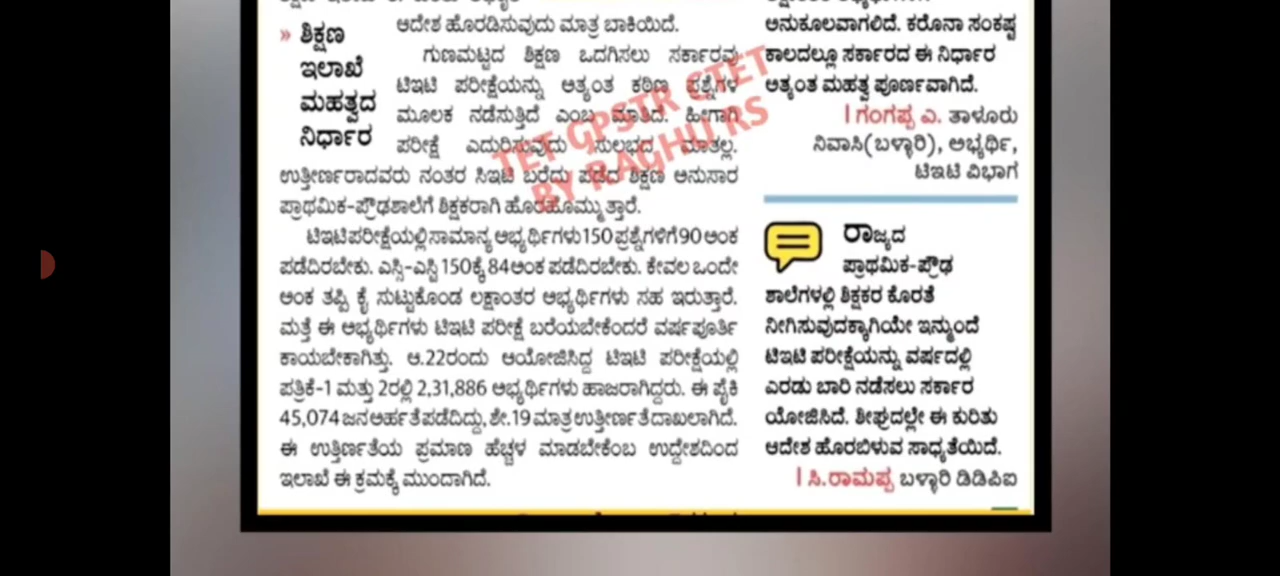 ಆದೇಶ ಹೊರಡಿಸುವುದು ಮಾತ್ರ ಬಾಕಿಯಿದೆ.
» ಶಿಕ್ಷಣ
ಇಲಾಖೆ
ಮಹತ್ವದ
ನಿರ್ಧಾರ
ಗುಣಮಟ್ಟದ ಶಿಕ್ಷಣ ಒದಗಿಸಲು ಸರ್ಕಾರವು
ಟಿಇಟಿ ಪರೀಕ್ಷೆಯನ್ನು ಅತ್ಯಂತ ಕಠಿಣ ಪ್ರಶ್ನೆಗಳ
ಮೂಲಕ ನಡೆಸುತ್ತಿದೆ ಎಂಬ ಮಾತಿದೆ. ಹೀಗಾಗಿ
ಪರೀಕ್ಷೆ ಎದುರಿಸುವುದು ಸುಲಭದ ಮಾತಲ್ಲ.
ಉತ್ತೀರ್ಣರಾದವರು ನಂತರ ಸಿಇಟಿ ಬರೆದು ಪಡೆದ ಶಿಕ್ಷಣ ಅನುಸಾರ
ಪ್ರಾಥಮಿಕ-ಪ್ರೌಢಶಾಲೆಗೆ ಶಿಕ್ಷಕರಾಗಿ ಹೊರಹೊಮ್ಮುತ್ತಾರೆ.
ಟಿಇಟಿ ಪರೀಕ್ಷೆಯಲ್ಲಿ ಸಾಮಾನ್ಯ ಅಭ್ಯರ್ಥಿಗಳು 150 ಪ್ರಶ್ನೆಗಳಿಗೆ 90 ಅಂಕ
ಪಡೆದಿರಬೇಕು. ಎಸ್ಸಿ-ಎಸ್ಟಿ 150ಕ್ಕೆ 84 ಅಂಕ ಪಡೆದಿರಬೇಕು. ಕೇವಲ ಒಂದೇ
ಅಂಕ ತಪ್ಪಿ ಕೈ ಸುಟ್ಟುಕೊಂಡ ಲಕ್ಷಾಂತರ ಅಭ್ಯರ್ಥಿಗಳು ಸಹ ಇರುತ್ತಾರೆ.
ಮತ್ತೆ ಈ ಅಭ್ಯರ್ಥಿಗಳು ಟಿಇಟಿ ಪರೀಕ್ಷೆ ಬರೆಯಬೇಕೆಂದರೆ ವರ್ಷಪೂರ್ತಿ
ಕಾಯಬೇಕಾಗಿತ್ತು. ಆ.22ರಂದು ಆಯೋಜಿಸಿದ್ದ ಟಿಇಟಿ ಪರೀಕ್ಷೆಯಲ್ಲಿ
ಪತ್ರಿಕೆ-1 ಮತ್ತು 2ರಲ್ಲಿ 2,31,886 ಅಭ್ಯರ್ಥಿಗಳು ಹಾಜರಾಗಿದ್ದರು. ಈ ಪೈಕಿ
45,074 ಜನ ಅರ್ಹತೆ ಪಡೆದಿದ್ದು, ಶೇ.19 ಮಾತ್ರ ಉತ್ತೀರ್ಣತೆ ದಾಖಲಾಗಿದೆ.
ಈ ಉತ್ತೀರ್ಣತೆಯ ಪ್ರಮಾಣ ಹೆಚ್ಚಳ ಮಾಡಬೇಕೆಂಬ ಉದ್ದೇಶದಿಂದ
ಇಲಾಖೆ ಈ ಕ್ರಮಕ್ಕೆ ಮುಂದಾಗಿದೆ.
TET GPSTR CTET
BY RAGHU RS
ಅನುಕೂಲವಾಗಲಿದೆ. ಕರೊನಾ ಸಂಕಷ್ಟ
ಕಾಲದಲ್ಲೂ ಸರ್ಕಾರದ ಈ ನಿರ್ಧಾರ
ಅತ್ಯಂತ ಮಹತ್ವ ಪೂರ್ಣವಾಗಿದೆ.
| ಗಂಗಪ್ಪ ಎ. ತಾಳೂರು
ನಿವಾಸಿ(ಬಳ್ಳಾರಿ), ಅಭ್ಯರ್ಥಿ,
ಟಿಇಟಿ ವಿಭಾಗ
ರಾಜ್ಯದ
ಪ್ರಾಥಮಿಕ-ಪ್ರೌಢ
ಶಾಲೆಗಳಲ್ಲಿ ಶಿಕ್ಷಕರ ಕೊರತೆ
ನೀಗಿಸುವುದಕ್ಕಾಗಿಯೇ ಇನ್ಮುಂದೆ
ಟಿಇಟಿ ಪರೀಕ್ಷೆಯನ್ನು ವರ್ಷದಲ್ಲಿ
ಎರಡು ಬಾರಿ ನಡೆಸಲು ಸರ್ಕಾರ
ಯೋಜಿಸಿದೆ. ಶೀಘ್ರದಲ್ಲೇ ಈ ಕುರಿತು
ಆದೇಶ ಹೊರಬೀಳುವ ಸಾಧ್ಯತೆಯಿದೆ.
| ಸಿ.ರಾಮಪ್ಪ ಬಳ್ಳಾರಿ ಡಿಡಿಪಿಐ